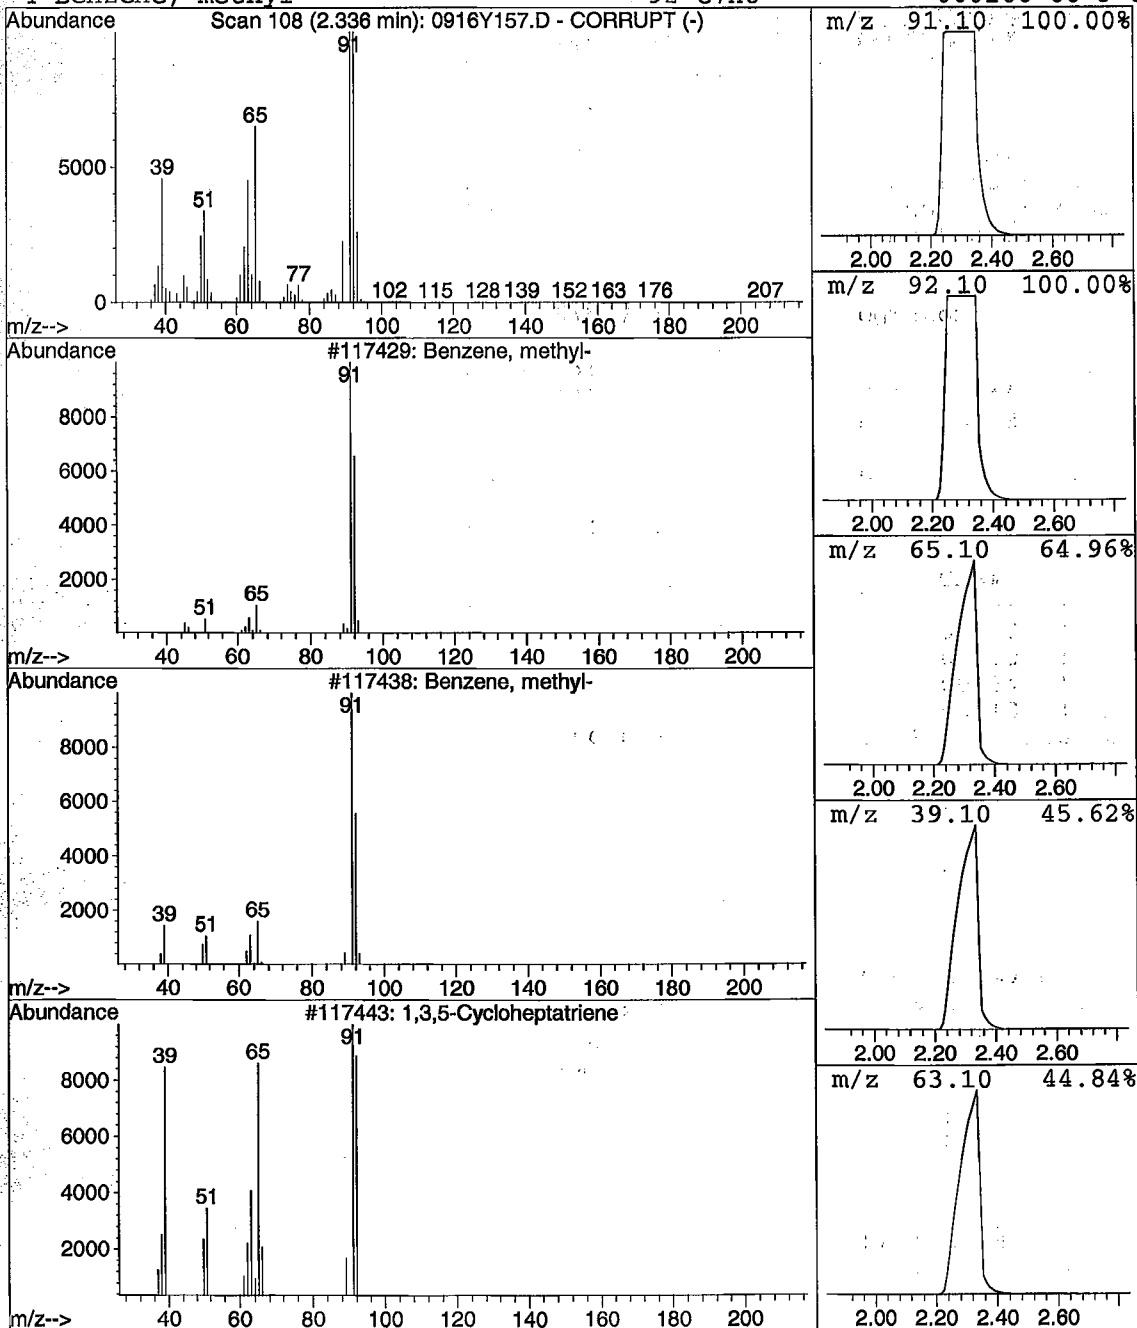 Scan 108 (2.336 min): 0916Y157.D - CORRUPT (-)
Abundance
91
65
39
51
77
5000
0
102 115 128 139 152 163 176 207
m/z--> 40 60 80 100 120 140 160 180 200
Abundance
#117429: Benzene, methyl-
91
8000
6000
4000
2000
51 65
m/z--> 40 60 80 100 120 140 160 180 200
Abundance
#117438: Benzene, methyl-
91
8000
6000
4000
2000
39 51 65
m/z--> 40 60 80 100 120 140 160 180 200
Abundance
#117443: 1,3,5-Cycloheptatriene
91
39 65
8000
6000
4000
51
2000
m/z--> 40 60 80 100 120 140 160 180 200
m/z 91.10 100.00%
2.00 2.20 2.40 2.60
m/z 92.10 100.00%
2.00 2.20 2.40 2.60
m/z 65.10 64.96%
2.00 2.20 2.40 2.60
m/z 39.10 45.62%
2.00 2.20 2.40 2.60
m/z 63.10 44.84%
2.00 2.20 2.40 2.60